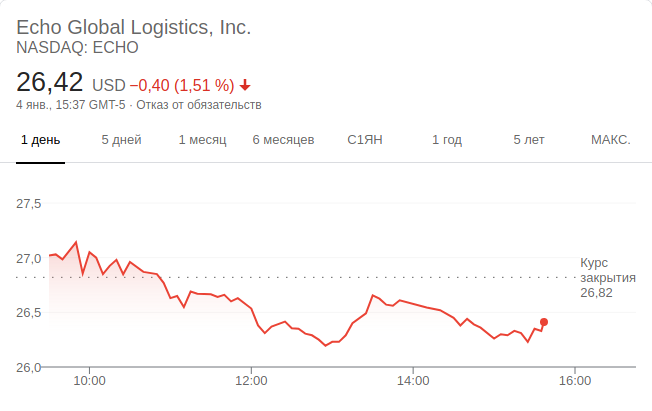 Echo Global Logistics, Inc.
NASDAQ: ECHO
26,42 USD −0,40 (1,51 %)
4 янв., 15:37 GMT-5 · Отказ от обязательств
1 день 5 дней 1 месяц 6 месяцев С1ЯН 1 год 5 лет МАКС.
27,5
27,0
Курс
закрытия
26,82
26,5
26,0
10:00 12:00 14:00 16:00